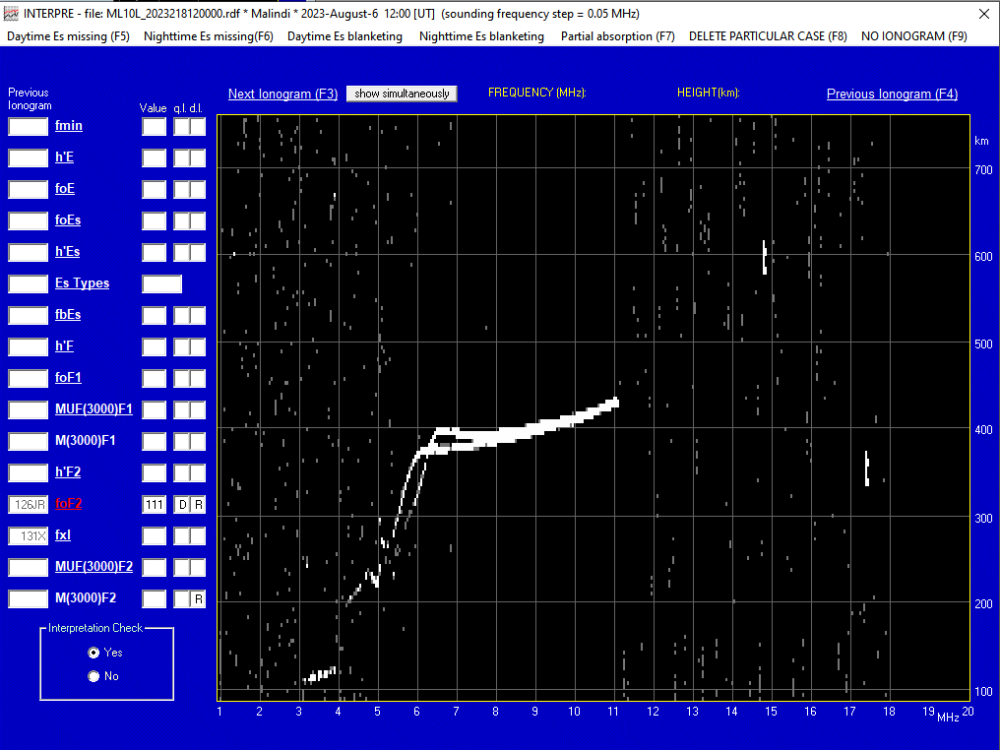 INTERPRE - file: ML10L_2023218120000.rdf * Malindi * 2023-August-6 12:00 [UT] (sounding frequency step = 0.05 MHz)
Daytime Es missing (F5) Nighttime Es missing(F6) Daytime Es blanketing Nighttime Es blanketing Partial absorption (F7) DELETE PARTICULAR CASE (F8) NO IONOGRAM (F9)
Previous
Ionogram
Value q.l. d.l.
Next Ionogram (F3) show simultaneously FREQUENCY (MHz): HEIGHT(km): Previous Ionogram (F4)
fmin
h'E
foE
foEs
h'Es
Es Types
fbEs
h'F
foF1
MUF(3000)F1
M(3000)F1
h'F2
126JR foF2 111 D R
131X fxI
MUF(3000)F2
M(3000)F2 R
Interpretation Check
Yes
No
km
700
600
500
400
300
200
100
1 2 3 4 5 6 7 8 9 10 11 12 13 14 15 16 17 18 19 20
MHz